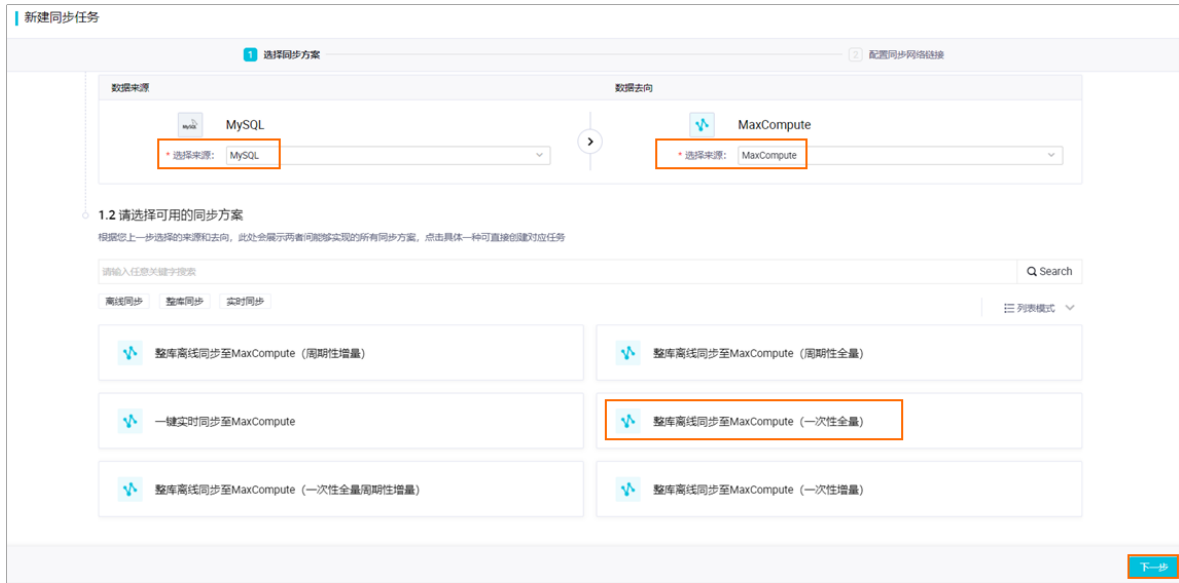 新建同步任务
1 选择同步方案 2 配置同步网络链接
数据来源 数据去向
MySQL MySQL MaxCompute
* 选择来源: MySQL * 选择来源: MaxCompute
1.2 请选择可用的同步方案
根据您上一步选择的来源和去向，此处会展示两者间能够实现的所有同步方案，点击具体一种可直接创建对应任务
请输入任意关键字搜索 Search
离线同步 整库同步 实时同步 列表模式
整库离线同步至MaxCompute（周期性增量） 整库离线同步至MaxCompute（周期性全量）
一键实时同步至MaxCompute 整库离线同步至MaxCompute（一次性全量）
整库离线同步至MaxCompute（一次性全量周期性增量） 整库离线同步至MaxCompute（一次性增量）
下一步